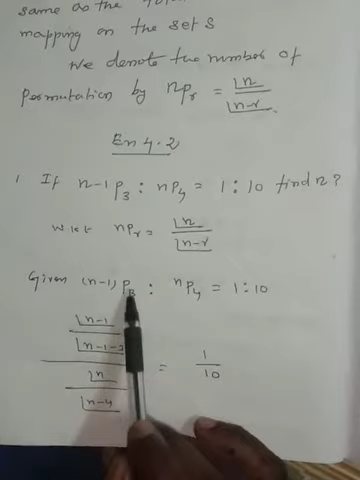 same as the
mapping on the set S
We denote the number of
permutation by nPr = ⌊n / ⌊n-r
Ex 4.2
1 If n-1P3 : nP4 = 1:10 find n?
W.K.T nPr = ⌊n / ⌊n-r
Given (n-1)P3 : nP4 = 1:10
⌊n-1
⌊n-1-3
⌊n = 1/10
⌊n-4